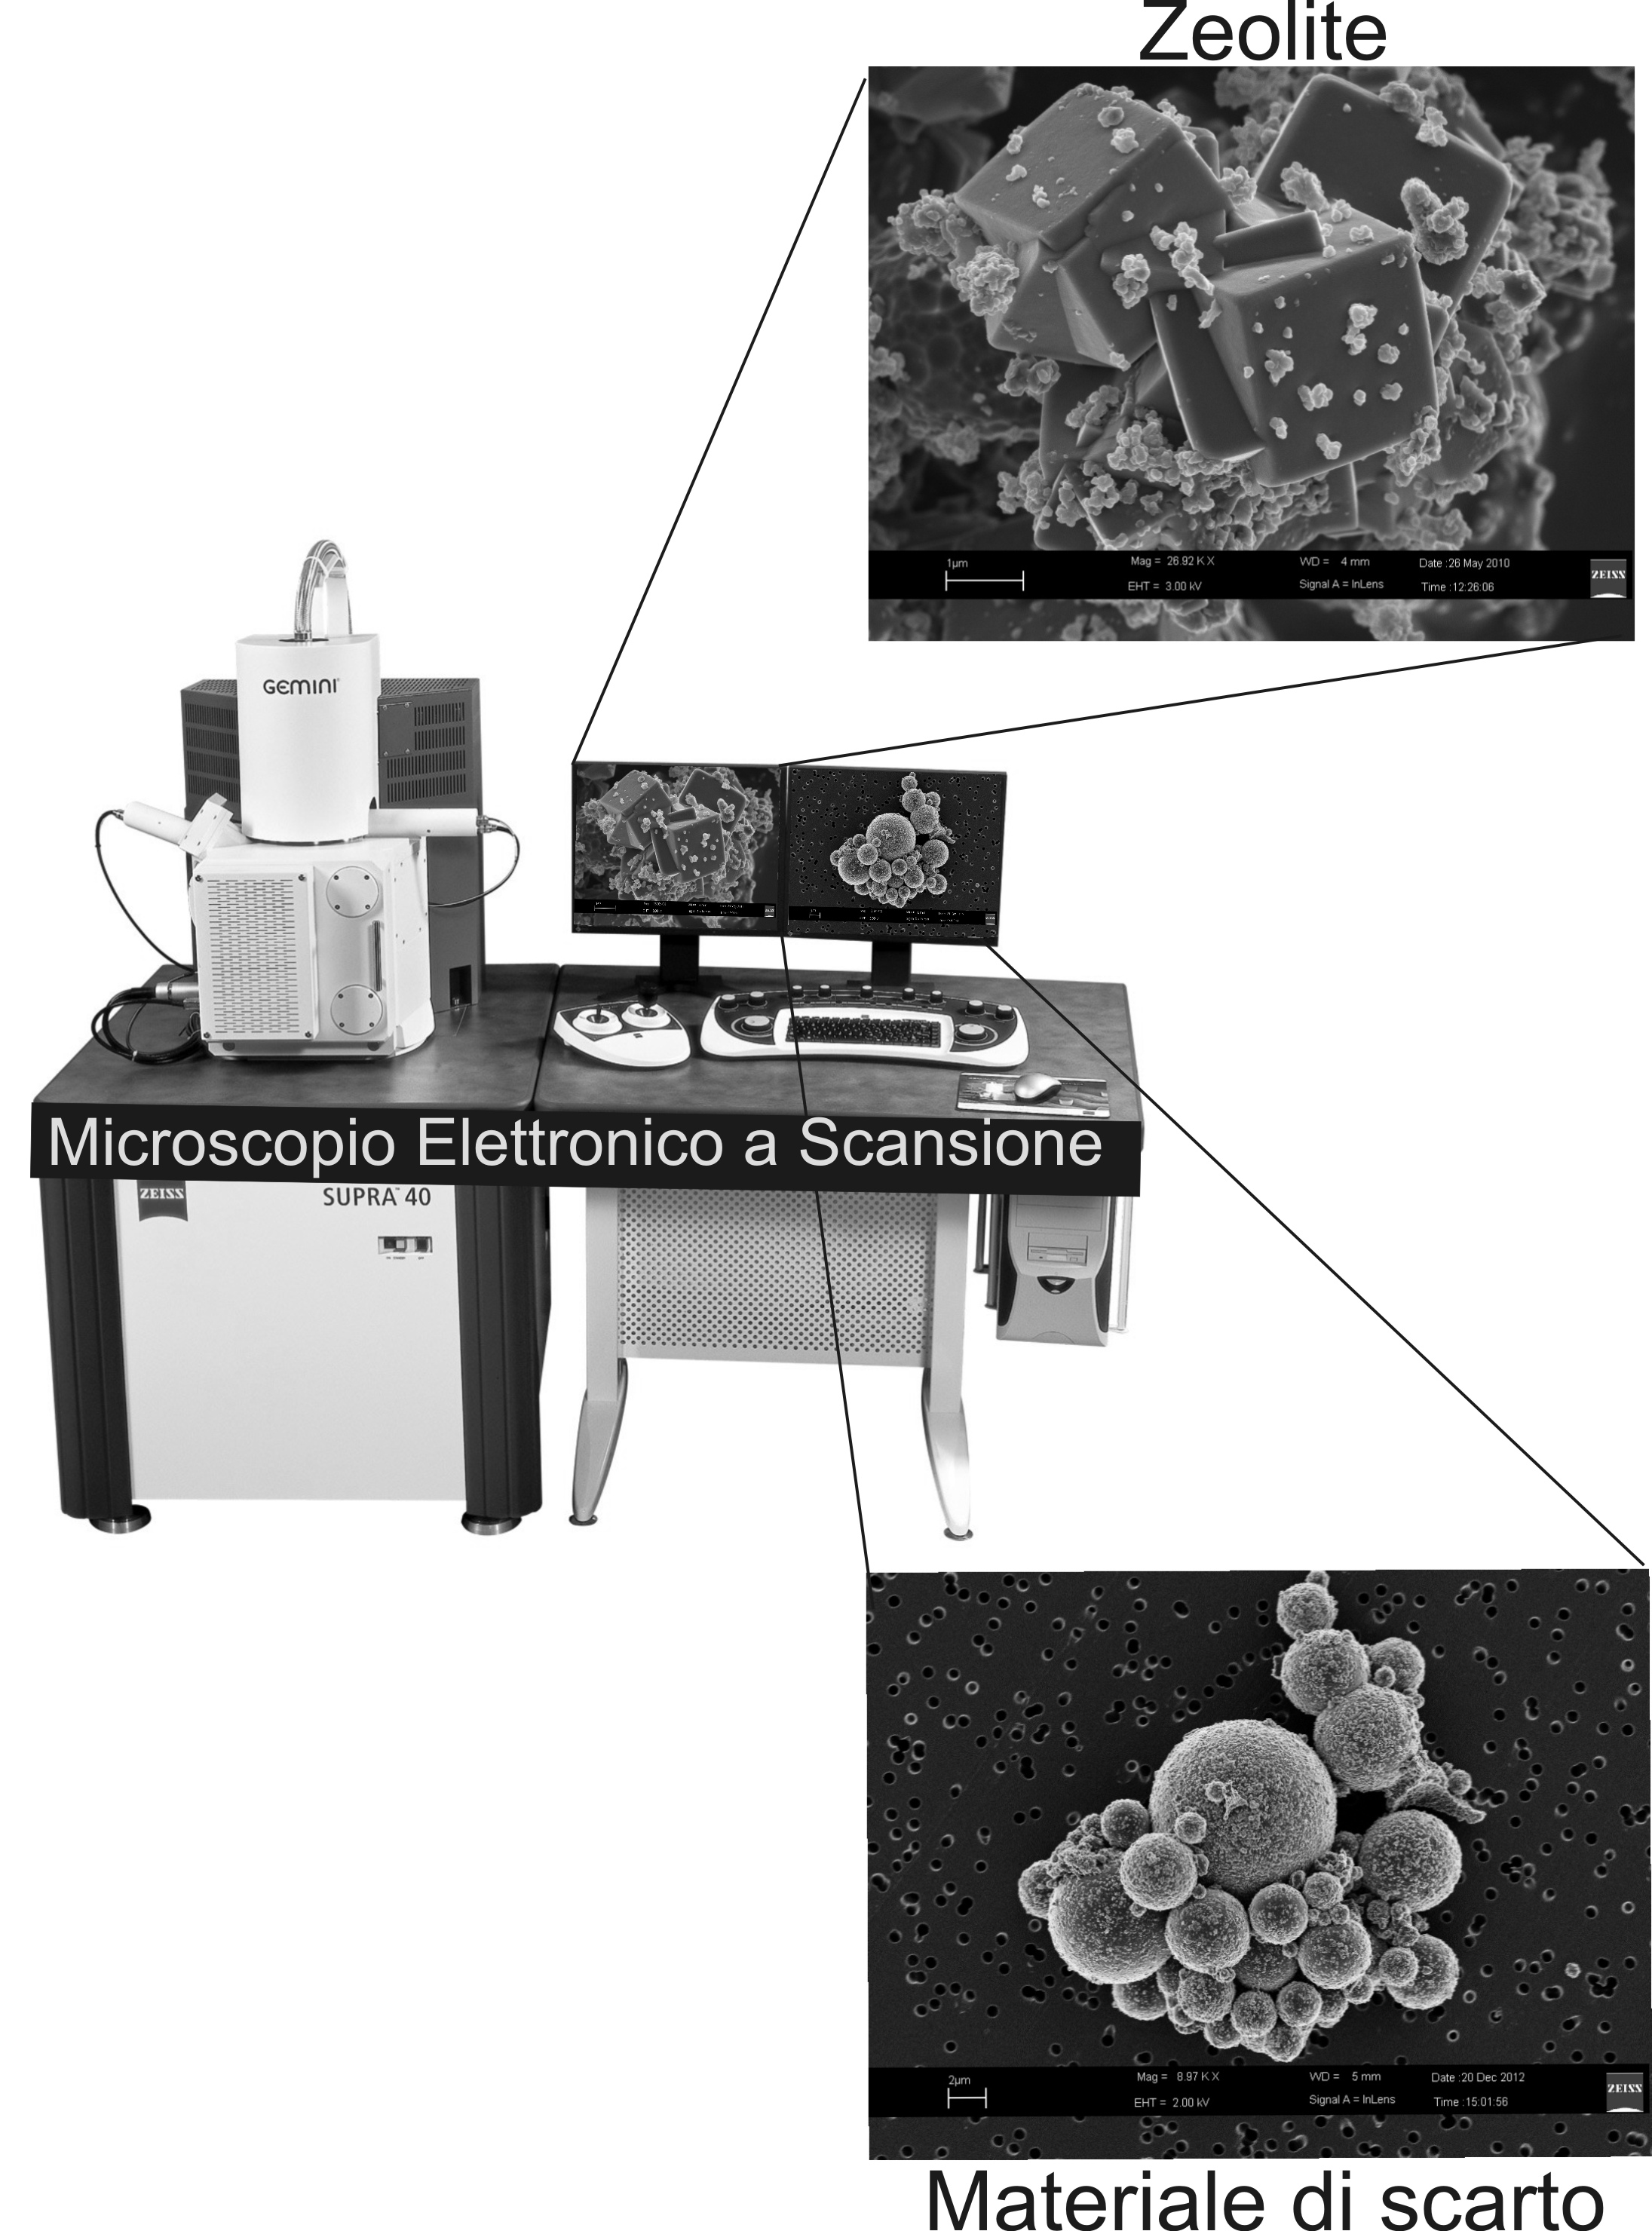 Zeolite
1µm
Mag = 26.92 K X
WD = 4 mm
Date :26 May 2010
EHT = 3.00 kV
Signal A = InLens
Time :12:26:06
ZEISS
GEMINI
Microscopio Elettronico a Scansione
ZEISS
SUPRA™ 40
2µm
Mag = 8.97 K X
WD = 5 mm
Date :20 Dec 2012
EHT = 2.00 kV
Signal A = InLens
Time :15:01:56
ZEISS
Materiale di scarto